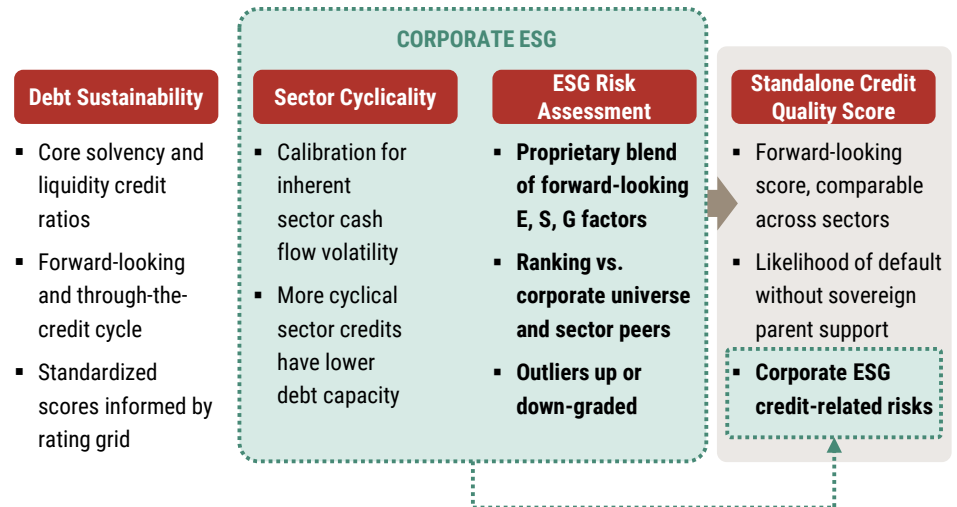 CORPORATE ESG
Debt Sustainability
▪ Core solvency and
liquidity credit
ratios
▪ Forward-looking
and through-the-
credit cycle
▪ Standardized
scores informed by
rating grid
Sector Cyclicality
▪ Calibration for
inherent
sector cash
flow volatility
▪ More cyclical
sector credits
have lower
debt capacity
ESG Risk
Assessment
▪ Proprietary blend
of forward-looking
E, S, G factors
▪ Ranking vs.
corporate universe
and sector peers
▪ Outliers up or
down-graded
Standalone Credit
Quality Score
▪ Forward-looking
score, comparable
across sectors
▪ Likelihood of default
without sovereign
parent support
▪ Corporate ESG
credit-related risks